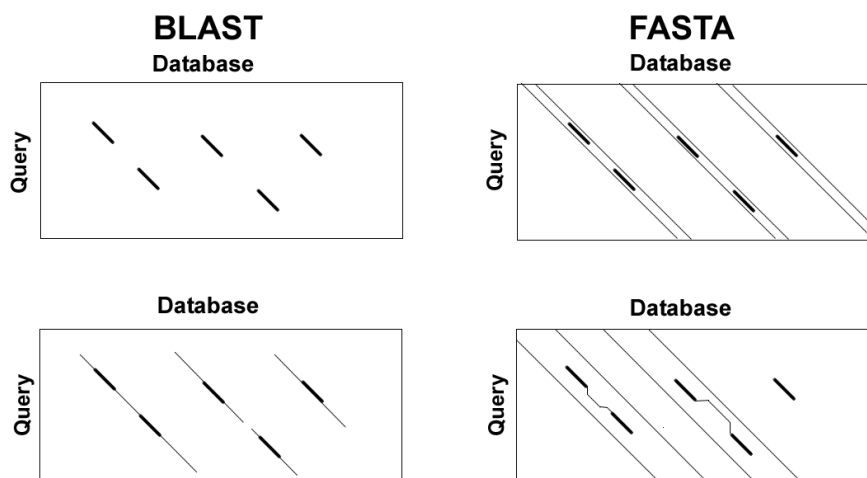 BLAST
Database
Query
FASTA
Database
Query
Database
Query
Database
Query